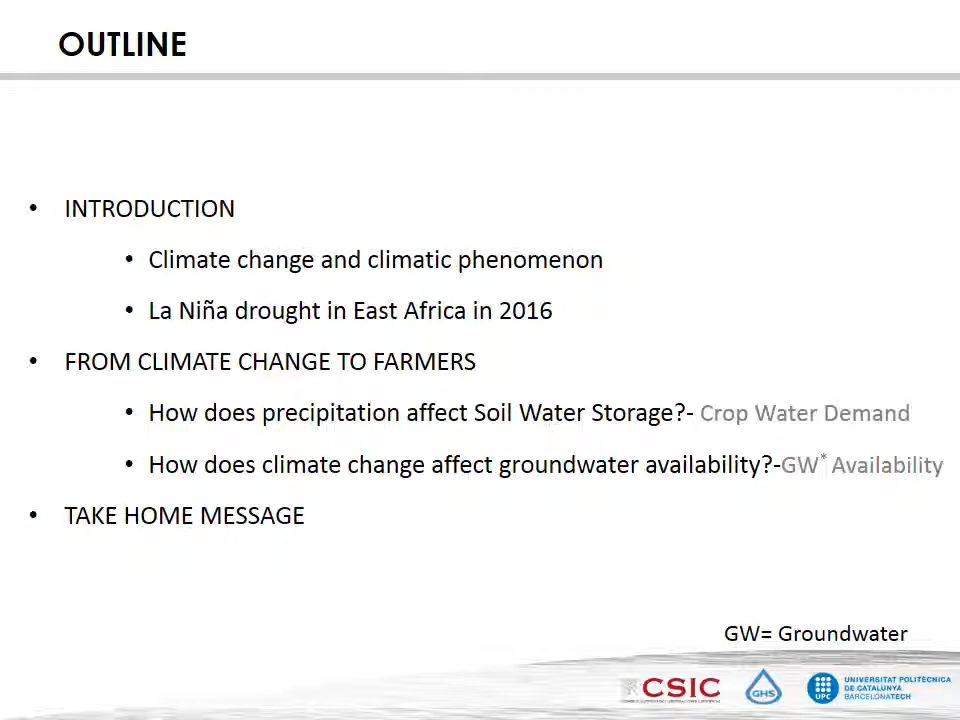 OUTLINE
• INTRODUCTION
• Climate change and climatic phenomenon
• La Niña drought in East Africa in 2016
• FROM CLIMATE CHANGE TO FARMERS
• How does precipitation affect Soil Water Storage?- Crop Water Demand
• How does climate change affect groundwater availability?-GW* Availability
• TAKE HOME MESSAGE
GW= Groundwater
CSIC
GHS
UPC
UNIVERSITAT POLITÈCNICA
DE CATALUNYA
BARCELONATECH